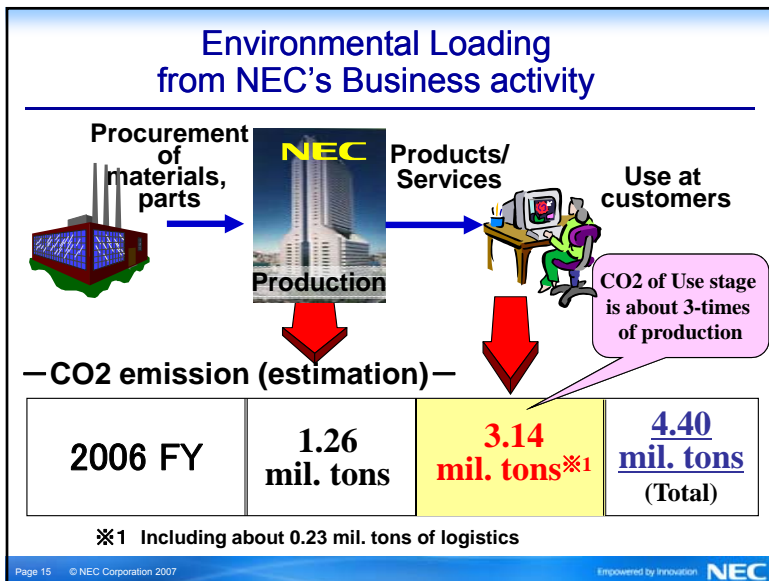 Environmental Loading
from NEC's Business activity
Procurement
of
materials,
parts
NEC
Production
Products/
Services
Use at
customers
CO2 of Use stage
is about 3-times
of production
－CO2 emission (estimation)－
2006 FY
1.26
mil. tons
3.14
mil. tons※1
4.40
mil. tons
(Total)
※1 Including about 0.23 mil. tons of logistics
Page 15 © NEC Corporation 2007
Empowered by Innovation NEC